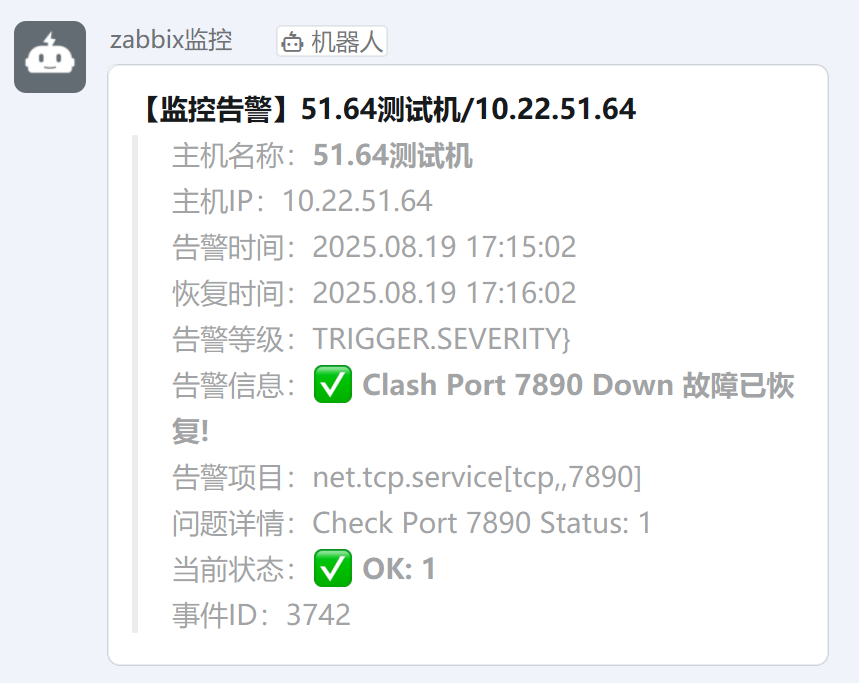 zabbix监控 机器人
【监控告警】51.64测试机/10.22.51.64
主机名称：51.64测试机
主机IP：10.22.51.64
告警时间：2025.08.19 17:15:02
恢复时间：2025.08.19 17:16:02
告警等级：TRIGGER.SEVERITY}
告警信息：✅ Clash Port 7890 Down 故障已恢
复!
告警项目：net.tcp.service[tcp,,7890]
问题详情：Check Port 7890 Status: 1
当前状态：✅ OK: 1
事件ID：3742